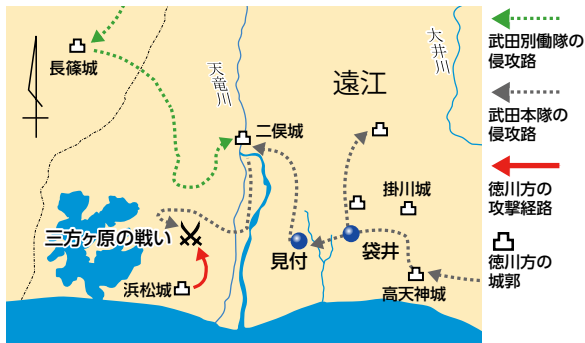 長篠城
天竜川
大井川
遠江
二俣城
掛川城
三方ヶ原の戦い
見付
袋井
浜松城
高天神城
武田別働隊の
侵攻路
武田本隊の
侵攻路
徳川方の
攻撃経路
徳川方の
城郭